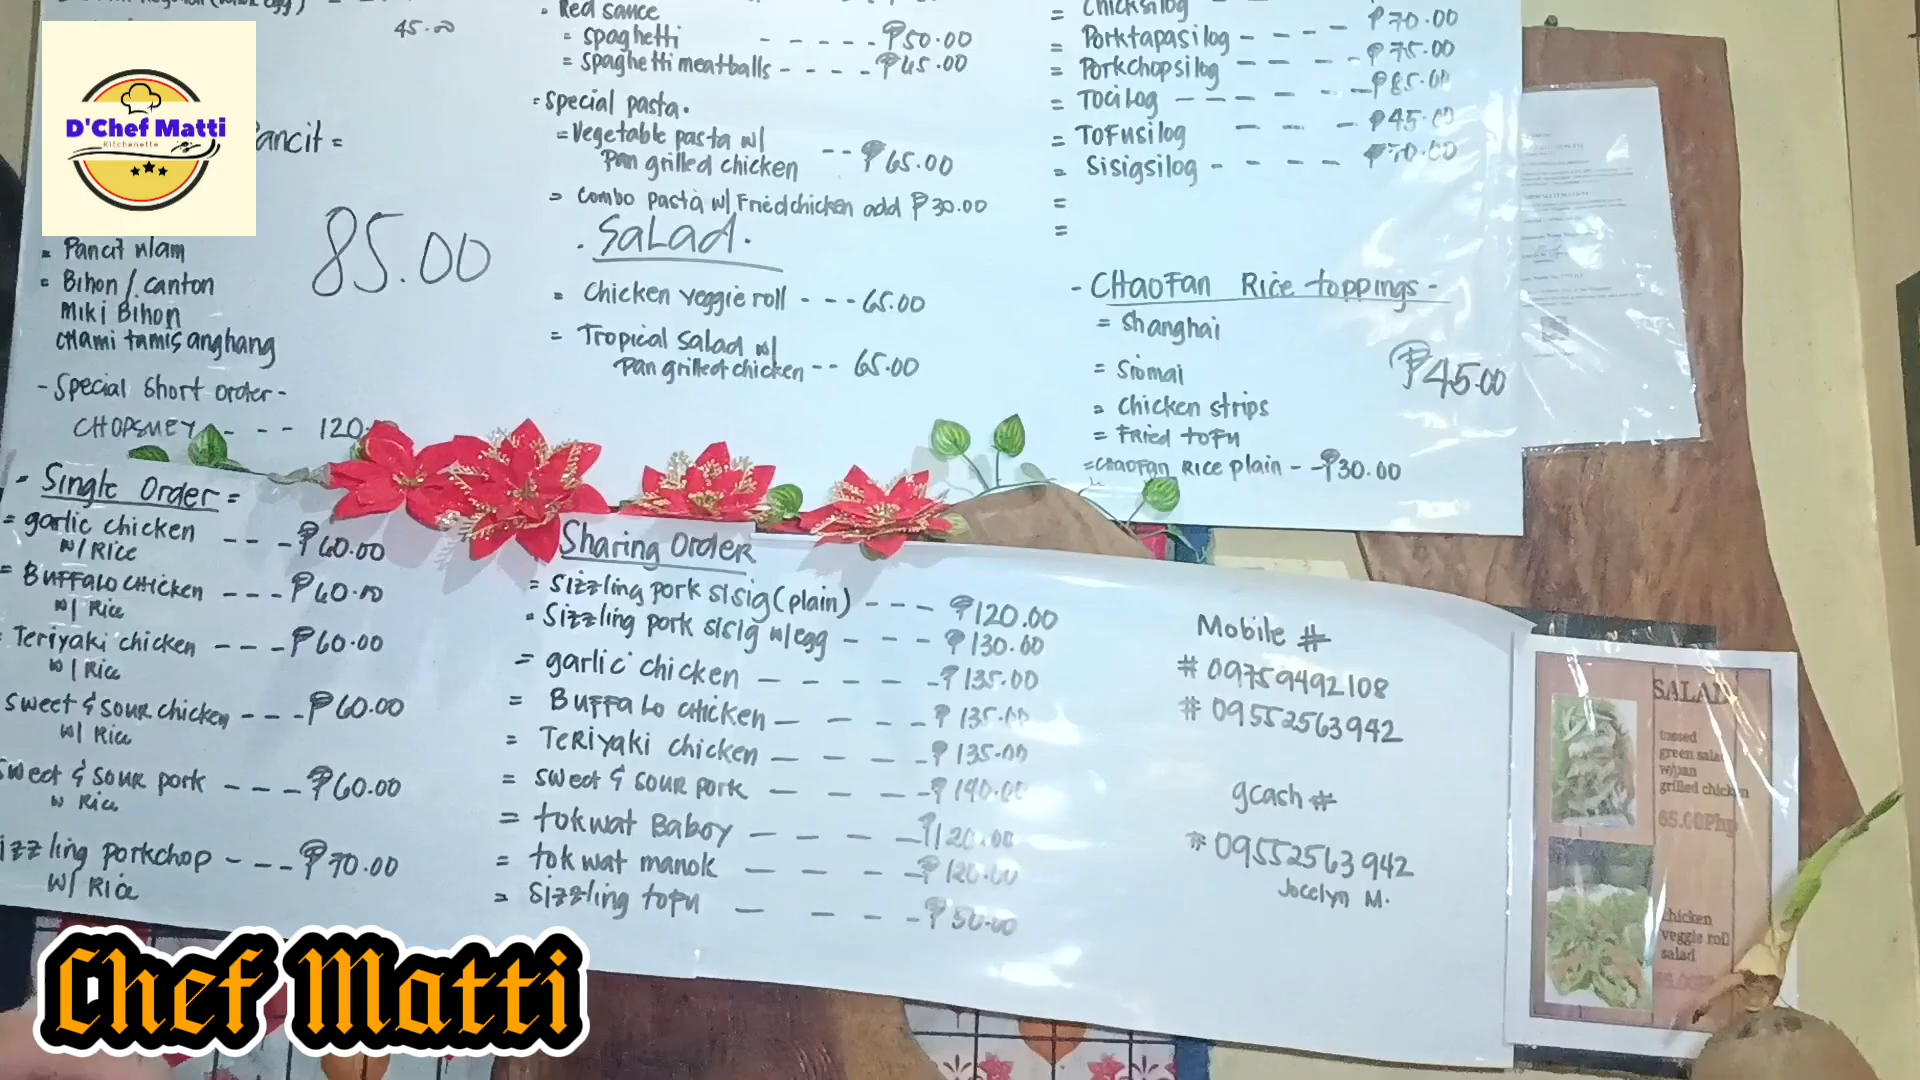 45.00
D'Chef Matti
Kitchenette
Pancit =
= Pancit Mlam
= Bihon / canton
Miki Bihon
CHami tamis anghang
85.00
- Special Short order -
CHOPSUEY - - - 120.
. Red sauce
= spaghetti - - - - - ₱50.00
= spaghetti meatballs - - - - ₱45.00
= Special pasta.
= Vegetable pasta w/
Pan grilled chicken - - ₱65.00
= Combo pasta w/ Friedchicken add ₱30.00
. SaLad.
= Chicken veggie roll - - - 65.00
= Tropical Salad w/
Pan grilled chicken - - 65.00
= Chicksilog
= Porktapasilog - - - - ₱70.00
= Porkchopsilog - - - - ₱75.00
= Tocilog - - - - - - ₱85.00
= Tofusilog - - - ₱45.00
= Sisigsilog - - - - ₱70.00
=
=
- CHaoFan Rice toppings -
= Shanghai
= Siomai
= Chicken strips
= Fried tofu
₱45.00
= CHaoFan Rice plain - - ₱30.00
- Single Order =
= garlic chicken - - - ₱60.00
w/ Rice
= Buffalo chicken - - - ₱60.00
w/ Rice
= Teriyaki chicken - - - ₱60.00
w/ Rice
sweet & sour chicken - - - ₱60.00
w/ Rice
sweet & sour pork - - - ₱60.00
w Rice
izzling porkchop - - - ₱70.00
w/ Rice
Sharing Order
= Sizzling pork sisig (plain) - - - ₱120.00
= Sizzling pork sisig w/egg - - - ₱130.00
= garlic chicken - - - - - ₱135.00
= Buffalo chicken - - - - ₱135.00
= Teriyaki chicken - - - - ₱135.00
= sweet & sour pork - - - - ₱140.00
= tokwat Baboy - - - - ₱120.00
= tokwat manok - - - - ₱120.00
= Sizzling tofu - - - - ₱50.00
Mobile #
# 09759492108
# 09552563942
gcash #
# 09552563942
Jocelyn M.
SALAD
tossed
green salad
w/pan
grilled chicken
65.00Php
chicken
veggie roll
salad
Chef Matti